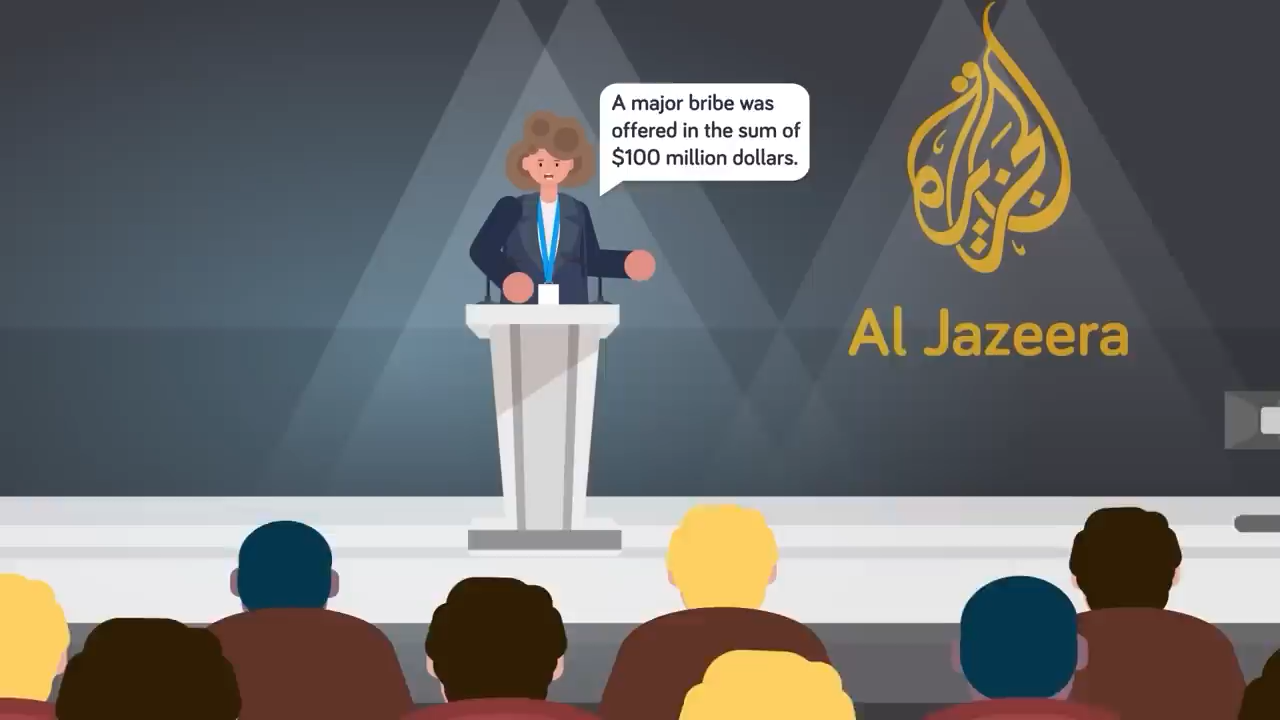 A major bribe was
offered in the sum of
$100 million dollars.
الجزيرة
Al Jazeera